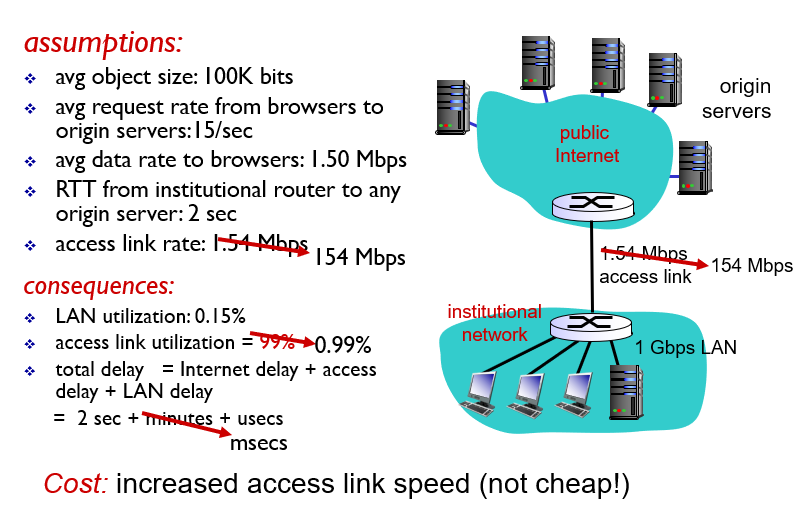 assumptions:
avg object size: 100K bits
avg request rate from browsers to
origin servers:15/sec
avg data rate to browsers: 1.50 Mbps
RTT from institutional router to any
origin server: 2 sec
access link rate: 1.54 Mbps
154 Mbps
consequences:
LAN utilization: 0.15%
access link utilization = 99%
0.99%
total delay = Internet delay + access
delay + LAN delay
= 2 sec + minutes + usecs
msecs
origin
servers
public
Internet
1.54 Mbps
access link
154 Mbps
institutional
network
1 Gbps LAN
Cost: increased access link speed (not cheap!)